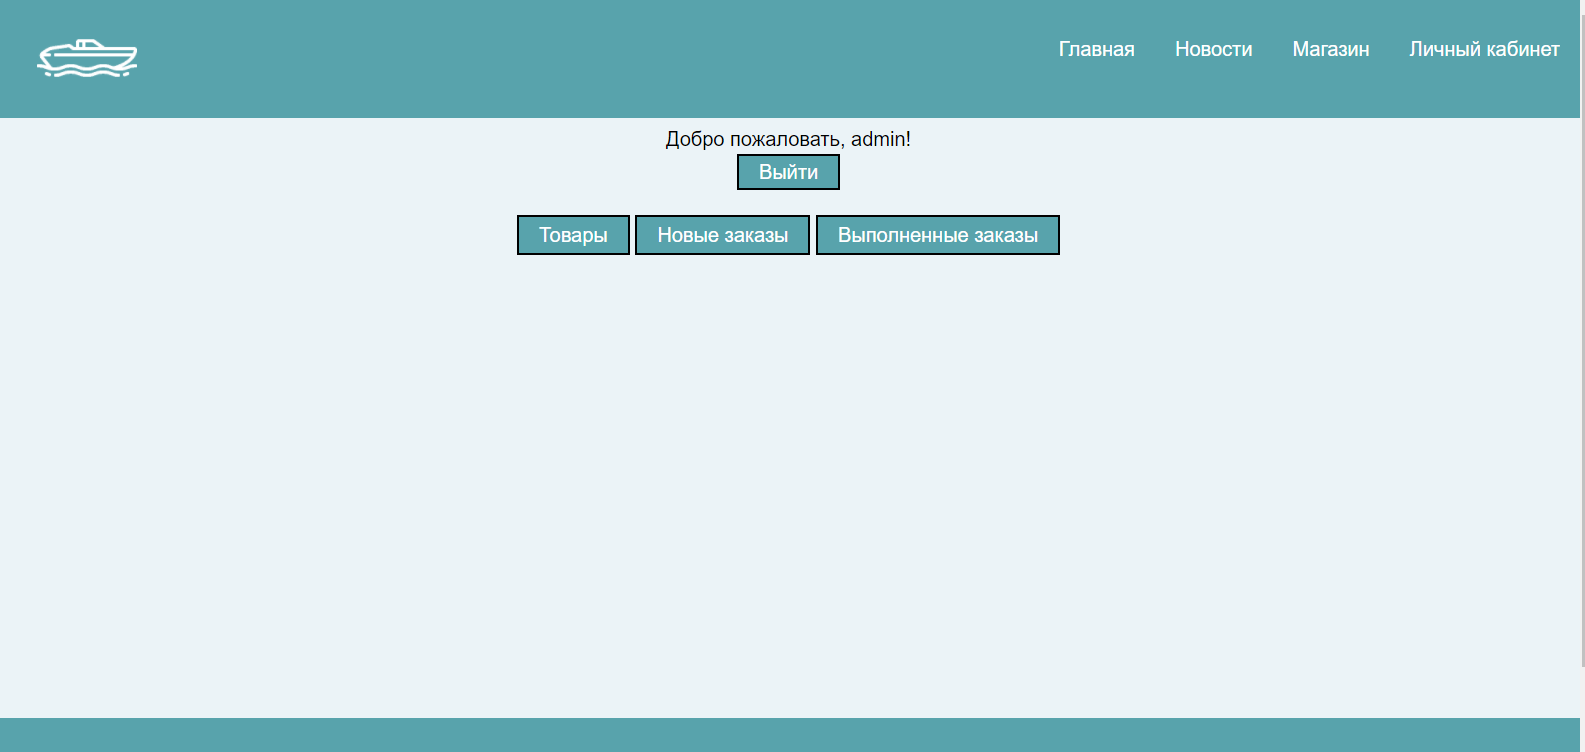 Главная Новости Магазин Личный кабинет
Добро пожаловать, admin!
Выйти
Товары Новые заказы Выполненные заказы